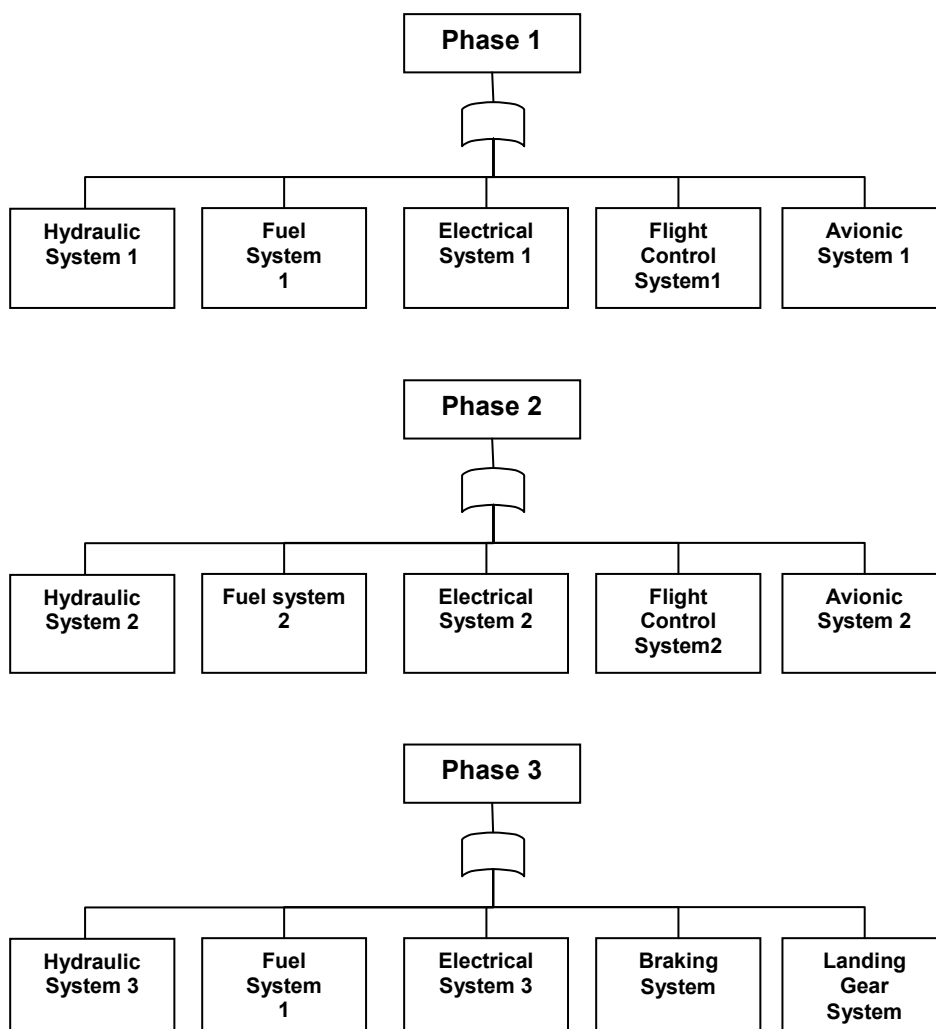 Phase 1
Hydraulic
System 1
Fuel
System
1
Electrical
System 1
Flight
Control
System1
Avionic
System 1
Phase 2
Hydraulic
System 2
Fuel system
2
Electrical
System 2
Flight
Control
System2
Avionic
System 2
Phase 3
Hydraulic
System 3
Fuel
System
1
Electrical
System 3
Braking
System
Landing
Gear
System